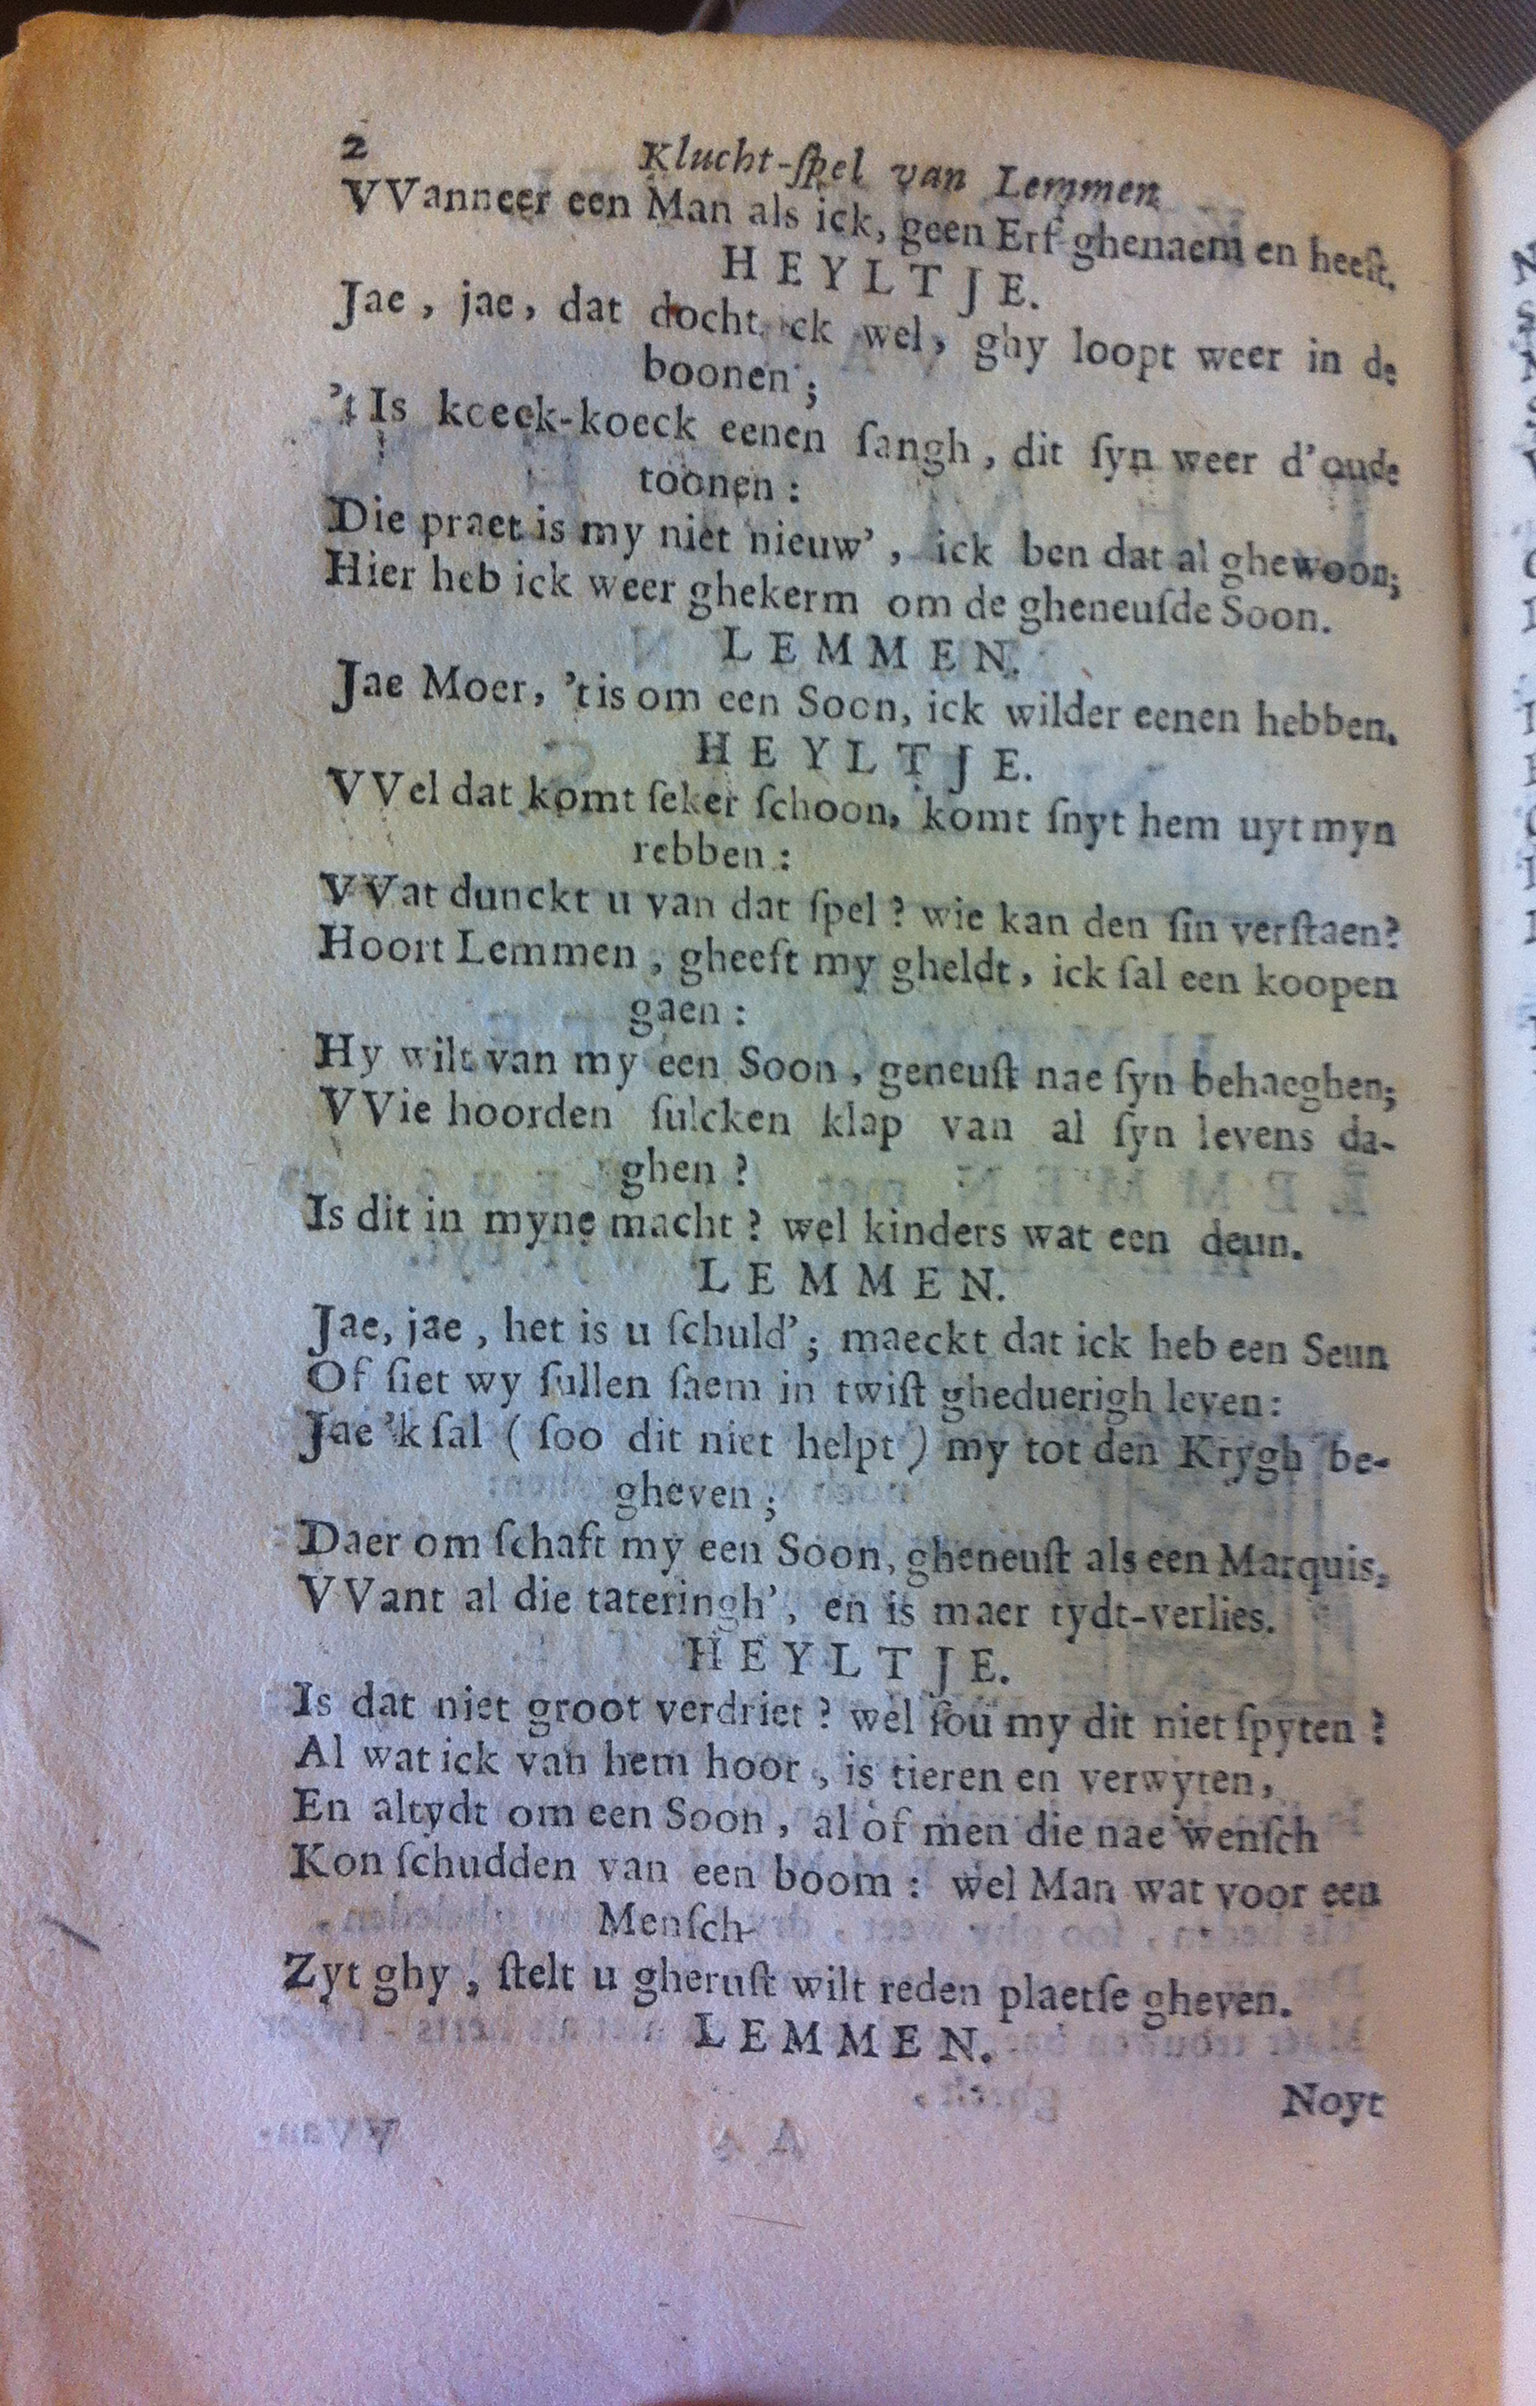 2 Klucht-ſpel van Lemmen
VVanneer een Man als ick, geen Erf-ghenaem en heeft.
HEYLTJE.
Jae, jae, dat docht ick wel, ghy loopt weer in de
boonen;
't Is koeck-koeck eenen ſangh, dit ſyn weer d'oude
toonen:
Die praet is my niet nieuw', ick ben dat al ghewoon;
Hier heb ick weer ghekerm om de gheneuſde Soon.
LEMMEN.
Jae Moer, 't is om een Soon, ick wilder eenen hebben.
HEYLTJE.
VVel dat komt ſeker ſchoon, komt ſnyt hem uyt myn
rebben:
VVat dunckt u van dat ſpel? wie kan den ſin verſtaen?
Hoort Lemmen, gheeft my gheldt, ick ſal een koopen
gaen:
Hy wilt van my een Soon, geneuſt nae ſyn behaeghen;
VVie hoorden ſulcken klap van al ſyn levens da-
ghen?
Is dit in myne macht? wel kinders wat een deun.
LEMMEN.
Jae, jae, het is u ſchuld'; maeckt dat ick heb een Seun
Of ſiet wy ſullen ſaem in twiſt gheduerigh leven:
Jae 'k ſal (ſoo dit niet helpt) my tot den Krygh be-
gheven;
Daer om ſchaft my een Soon, gheneuſt als een Marquis,
VVant al die tateringh', en is maer tydt-verlies.
HEYLTJE.
Is dat niet groot verdriet? wel ſou my dit niet ſpyten?
Al wat ick van hem hoor, is tieren en verwyten,
En altydt om een Soon, al of men die nae wenſch
Kon ſchudden van een boom: wel Man wat voor een
Menſch
Zyt ghy, ſtelt u gheruſt wilt reden plaetſe gheven.
LEMMEN.
Noyt